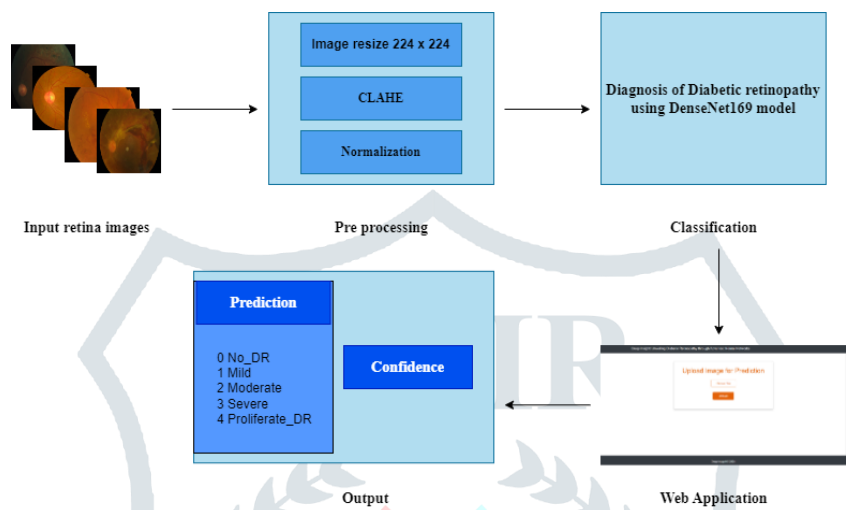 Image resize 224 x 224
CLAHE
Normalization
Diagnosis of Diabetic retinopathy
using DenseNet169 model
Input retina images
Pre processing
Classification
Prediction
0 No_DR
1 Mild
2 Moderate
3 Severe
4 Proliferate_DR
Confidence
Upload Image for Prediction
Output
Web Application